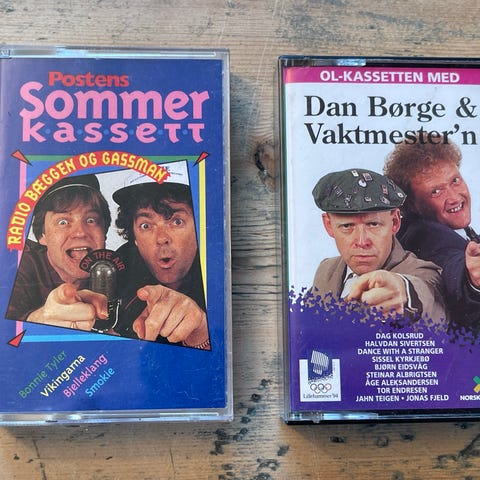 Postens
Sommer
k·a·s·s·e·t·t
RADIO BÆGGEN OG GASSMAN
ON THE AIR
Bonnie Tyler
Vikingarna
Bjelleklang
Smokie
OL-KASSETTEN MED
Dan Børge &
Vaktmester'n
DAG KOLSRUD
HALVDAN SIVERTSEN
DANCE WITH A STRANGER
SISSEL KYRKJEBØ
BJØRN EIDSVÅG
STEINAR ALBRIGTSEN
ÅGE ALEKSANDERSEN
TOR ENDRESEN
JAHN TEIGEN • JONAS FJELD
Lillehammer'94
NORSK